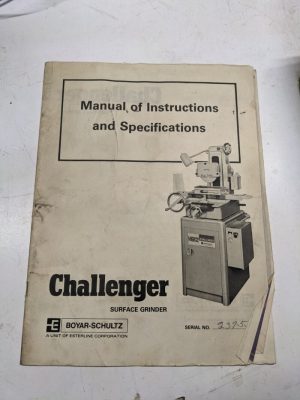 Manual of Instructions
and Specifications
Challenger
SURFACE GRINDER
BOYAR-SCHULTZ
A UNIT OF ESTERLINE CORPORATION
SERIAL NO.